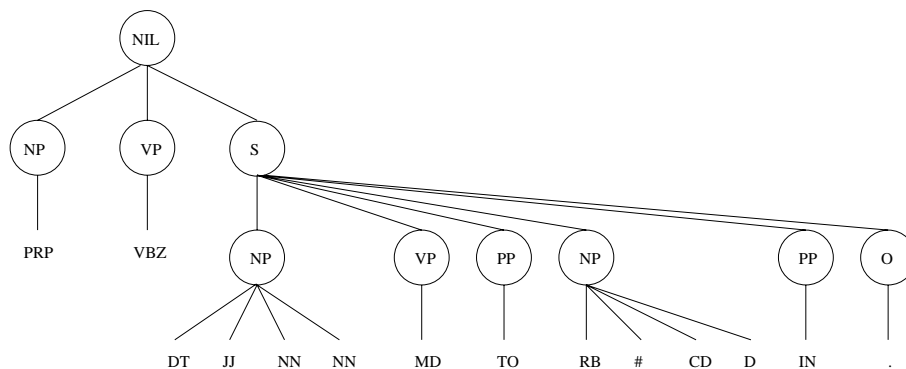 NIL
NP VP S
PRP VBZ NP VP PP NP PP O
DT JJ NN NN MD TO RB # CD D IN .